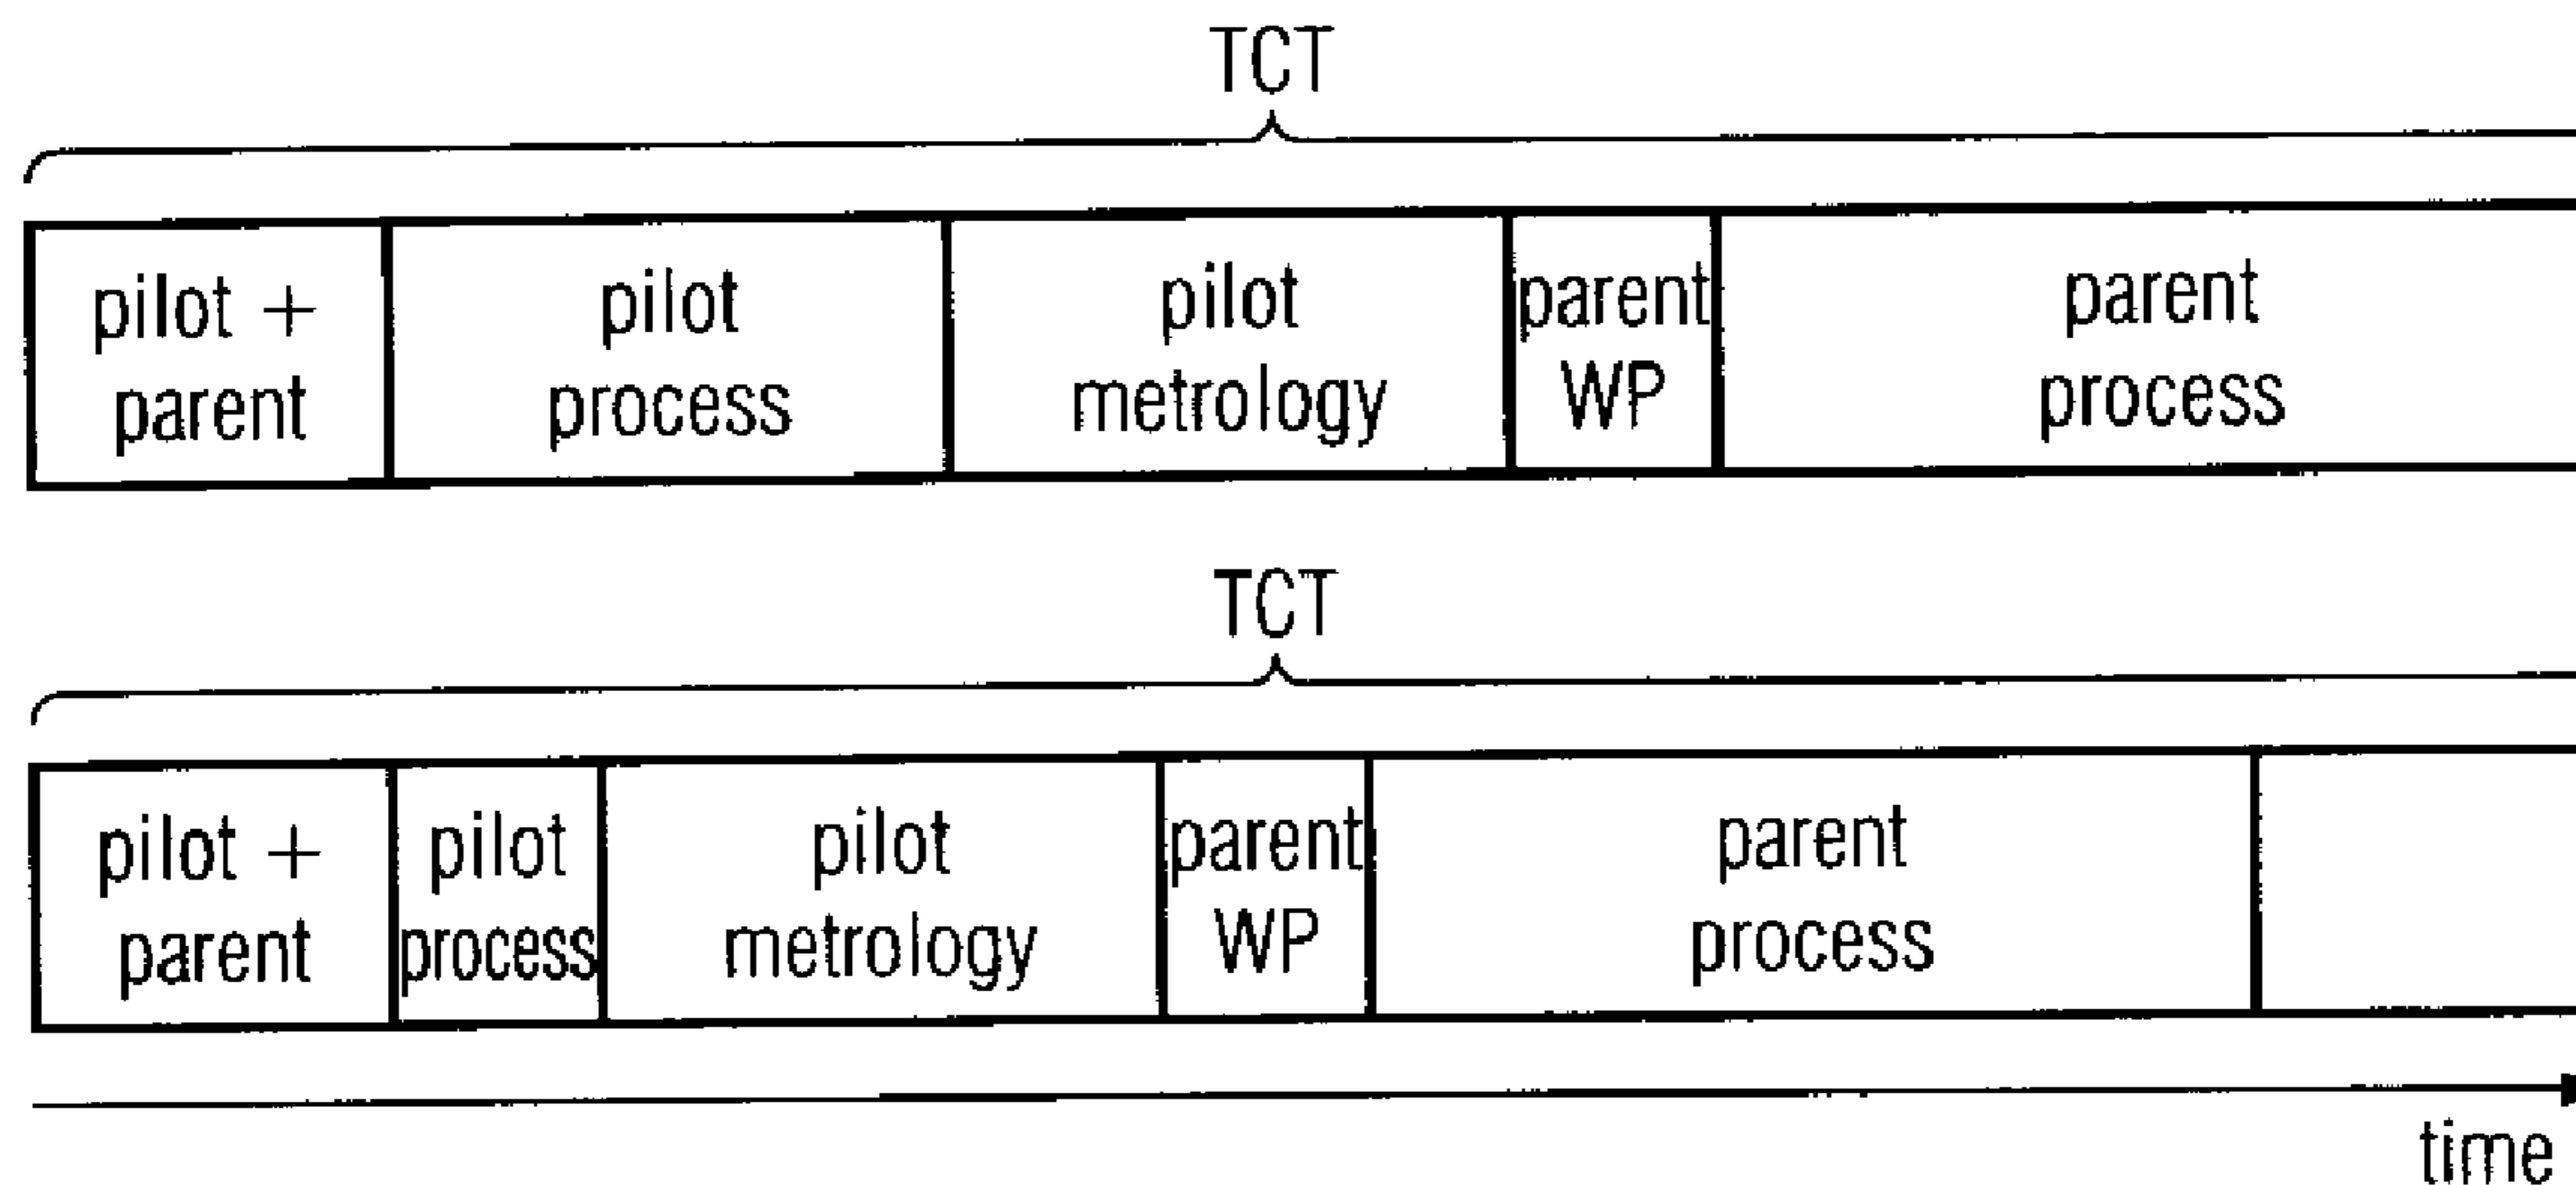 TCT
pilot +
parent
pilot
process
pilot
metrology
parent
WP
parent
process
TCT
pilot +
parent
pilot
process
pilot
metrology
parent
WP
parent
process
time